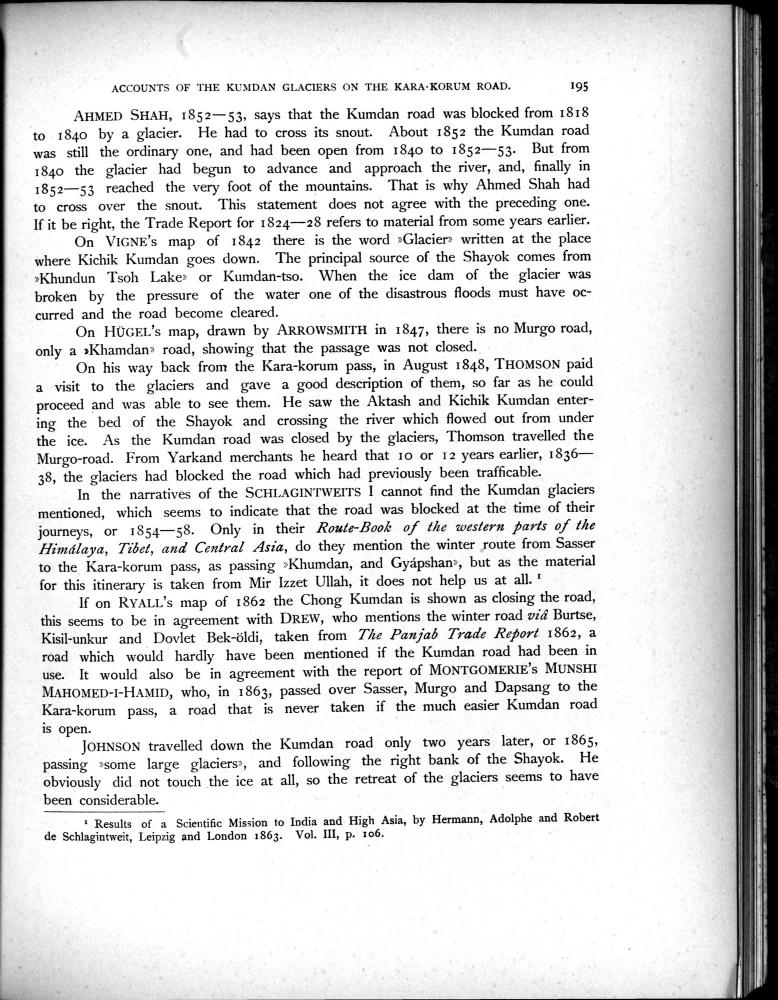 ACCOUNTS OF THE KUMDAN GLACIERS ON THE KARA-KORUM ROAD. 195
AHMED SHAH, 1852—53, says that the Kumdan road was blocked from 1818
to 1840 by a glacier. He had to cross its snout. About 1852 the Kumdan road
was still the ordinary one, and had been open from 1840 to 1852—53. But from
1840 the glacier had begun to advance and approach the river, and, finally in
1852—53 reached the very foot of the mountains. That is why Ahmed Shah had
to cross over the snout. This statement does not agree with the preceding one.
If it be right, the Trade Report for 1824—28 refers to material from some years earlier.
On VIGNE's map of 1842 there is the word »Glacier» written at the place
where Kichik Kumdan goes down. The principal source of the Shayok comes from
»Khundun Tsoh Lake» or Kumdan-tso. When the ice dam of the glacier was
broken by the pressure of the water one of the disastrous floods must have oc-
curred and the road become cleared.
On HÜGEL's map, drawn by ARROWSMITH in 1847, there is no Murgo road,
only a »Khamdan» road, showing that the passage was not closed.
On his way back from the Kara-korum pass, in August 1848, THOMSON paid
a visit to the glaciers and gave a good description of them, so far as he could
proceed and was able to see them. He saw the Aktash and Kichik Kumdan enter-
ing the bed of the Shayok and crossing the river which flowed out from under
the ice. As the Kumdan road was closed by the glaciers, Thomson travelled the
Murgo-road. From Yarkand merchants he heard that 10 or 12 years earlier, 1836—
38, the glaciers had blocked the road which had previously been trafficable.
In the narratives of the SCHLAGINTWEITS I cannot find the Kumdan glaciers
mentioned, which seems to indicate that the road was blocked at the time of their
journeys, or 1854—58. Only in their Route-Book of the western parts of the
Himálaya, Tibet, and Central Asia, do they mention the winter route from Sasser
to the Kara-korum pass, as passing »Khumdan, and Gyápshan», but as the material
for this itinerary is taken from Mir Izzet Ullah, it does not help us at all. ¹
If on RYALL's map of 1862 the Chong Kumdan is shown as closing the road,
this seems to be in agreement with DREW, who mentions the winter road viâ Burtse,
Kisil-unkur and Dovlet Bek-öldi, taken from The Panjab Trade Report 1862, a
road which would hardly have been mentioned if the Kumdan road had been in
use. It would also be in agreement with the report of MONTGOMERIE's MUNSHI
MAHOMED-I-HAMID, who, in 1863, passed over Sasser, Murgo and Dapsang to the
Kara-korum pass, a road that is never taken if the much easier Kumdan road
is open.
JOHNSON travelled down the Kumdan road only two years later, or 1865,
passing »some large glaciers», and following the right bank of the Shayok. He
obviously did not touch the ice at all, so the retreat of the glaciers seems to have
been considerable.
¹ Results of a Scientific Mission to India and High Asia, by Hermann, Adolphe and Robert
de Schlagintweit, Leipzig and London 1863. Vol. III, p. 106.